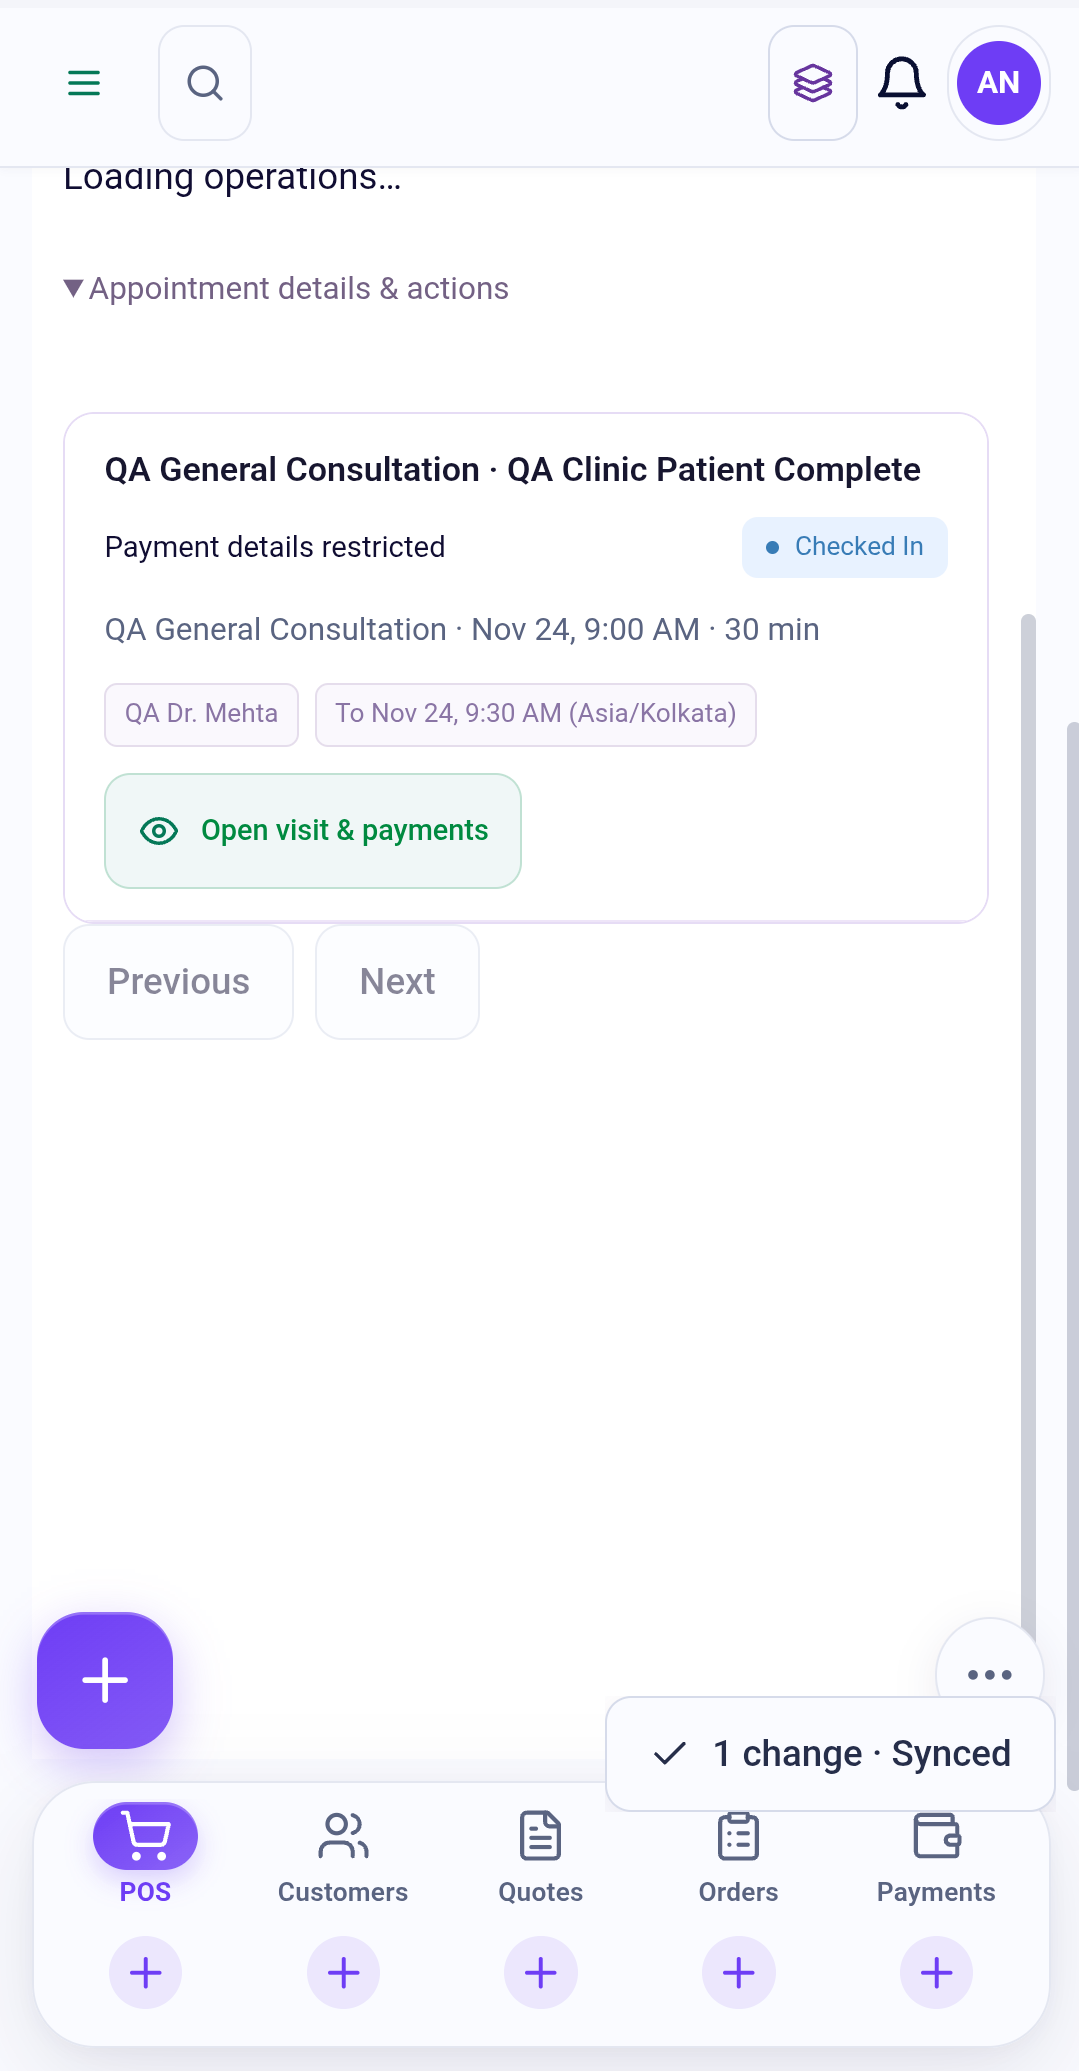 AN
Loading operations...
▼ Appointment details & actions
QA General Consultation · QA Clinic Patient Complete
Payment details restricted
Checked In
QA General Consultation · Nov 24, 9:00 AM · 30 min
QA Dr. Mehta
To Nov 24, 9:30 AM (Asia/Kolkata)
Open visit & payments
Previous
Next
1 change · Synced
POS
Customers
Quotes
Orders
Payments